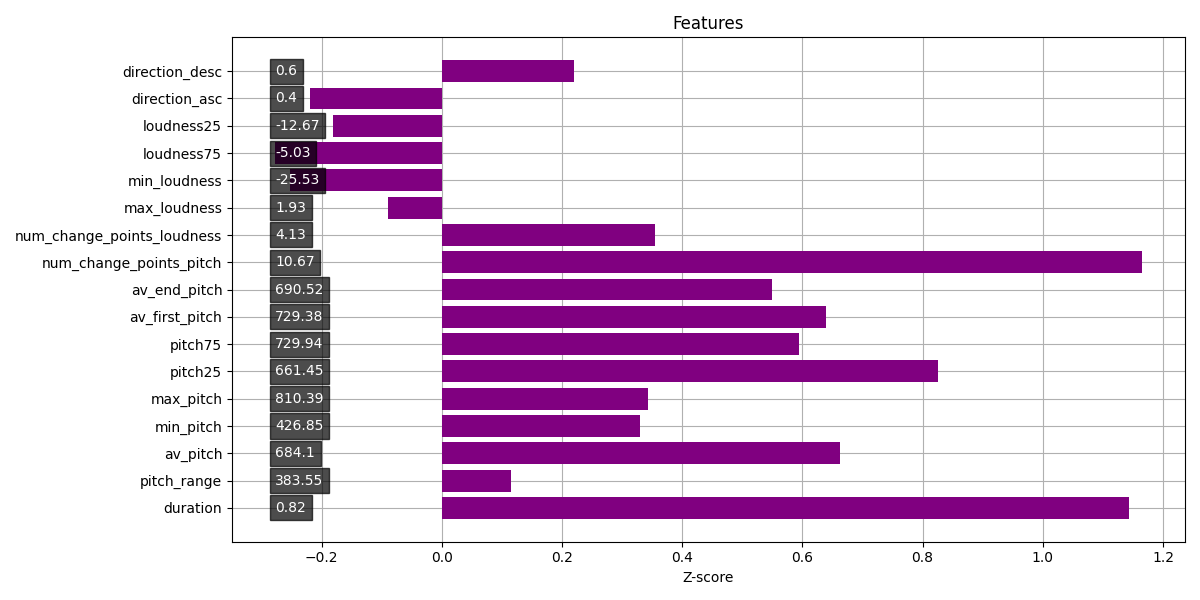 Features
direction_desc 0.6
direction_asc 0.4
loudness25 -12.67
loudness75 -5.03
min_loudness -25.53
max_loudness 1.93
num_change_points_loudness 4.13
num_change_points_pitch 10.67
av_end_pitch 690.52
av_first_pitch 729.38
pitch75 729.94
pitch25 661.45
max_pitch 810.39
min_pitch 426.85
av_pitch 684.1
pitch_range 383.55
duration 0.82
−0.2 0.0 0.2 0.4 0.6 0.8 1.0 1.2
Z-score